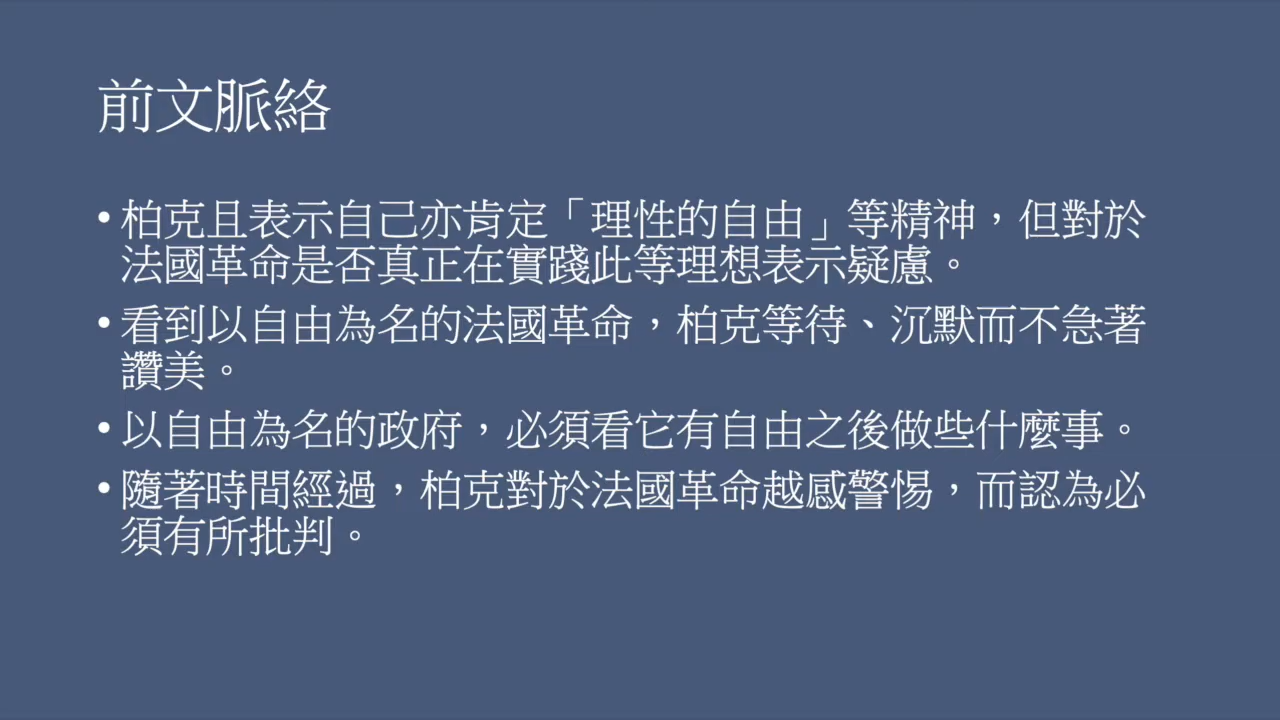 前文脈絡
• 柏克且表示自己亦肯定「理性的自由」等精神，但對於
法國革命是否真正在實踐此等理想表示疑慮。
• 看到以自由為名的法國革命，柏克等待、沉默而不急著
讚美。
• 以自由為名的政府，必須看它有自由之後做些什麼事。
• 隨著時間經過，柏克對於法國革命越感警惕，而認為必
須有所批判。